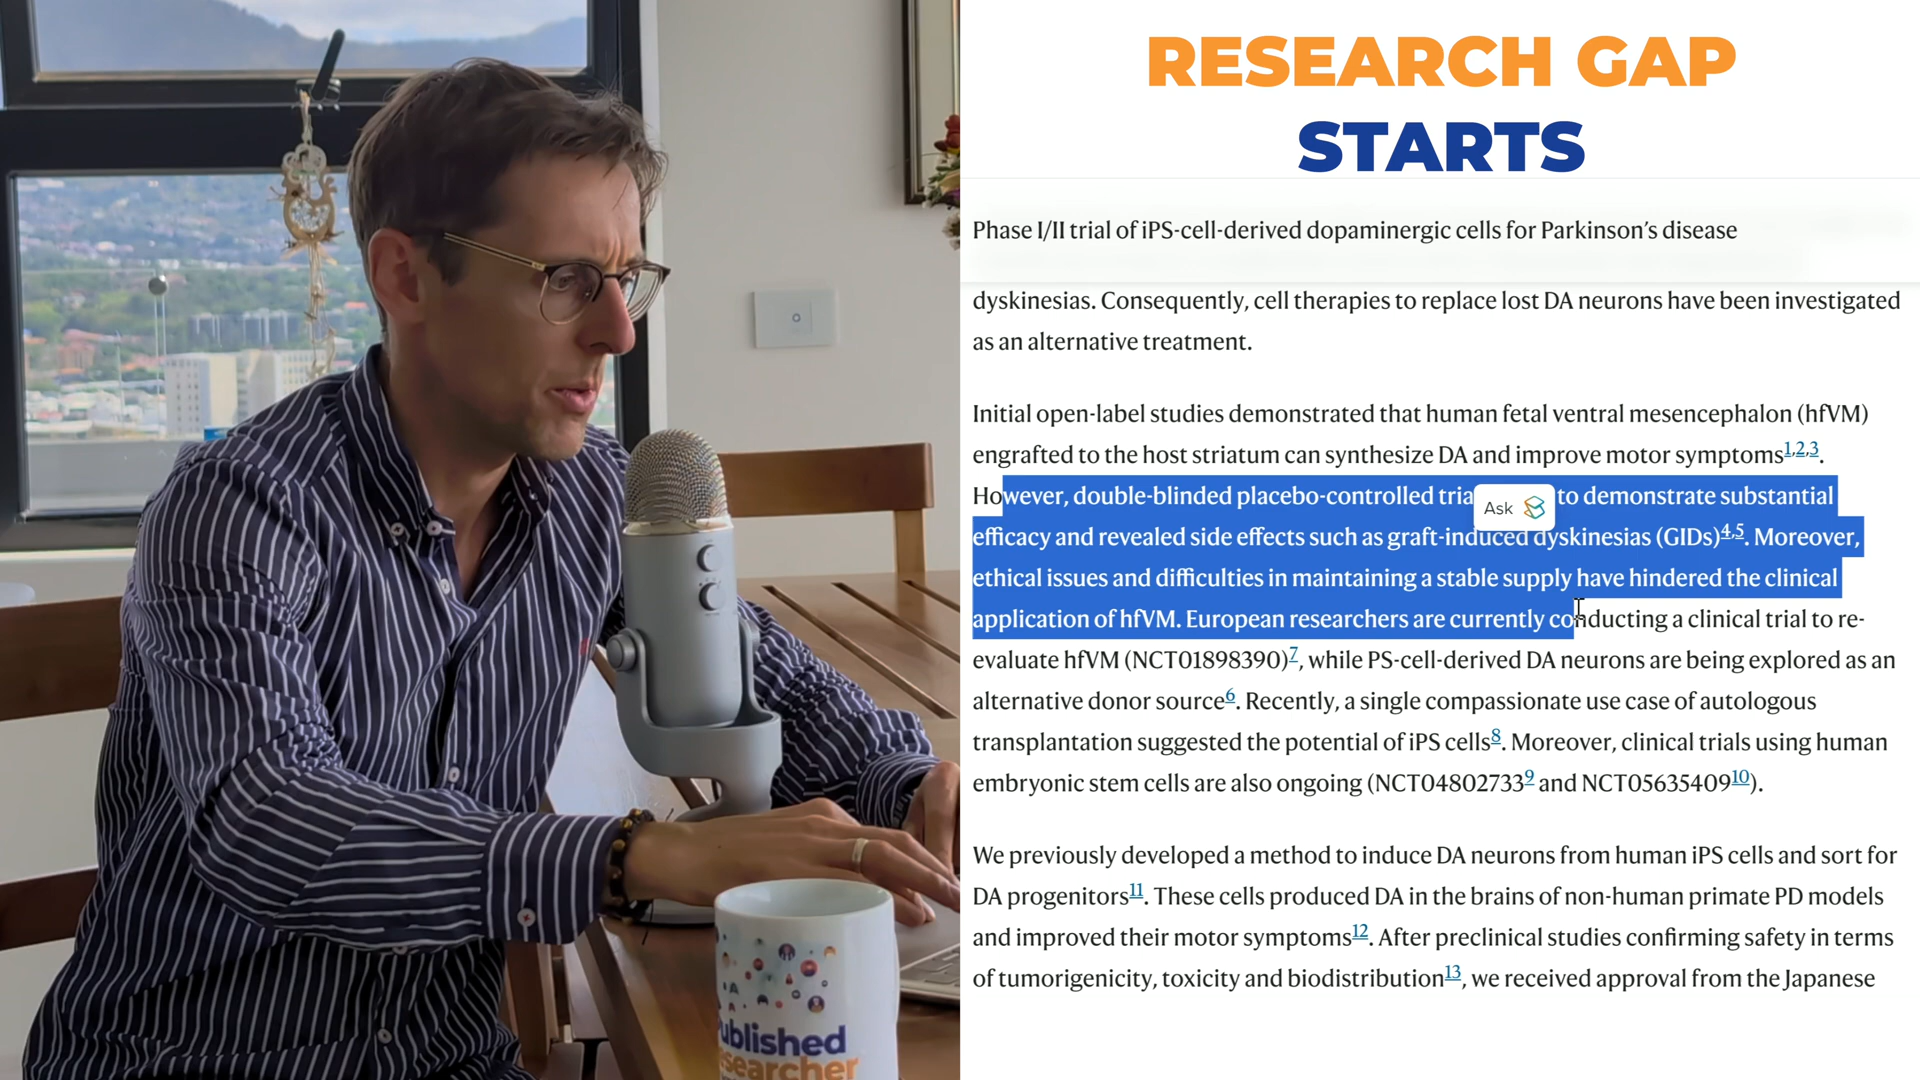 RESEARCH GAP
STARTS
Phase I/II trial of iPS-cell-derived dopaminergic cells for Parkinson's disease
dyskinesias. Consequently, cell therapies to replace lost DA neurons have been investigated
as an alternative treatment.
Initial open-label studies demonstrated that human fetal ventral mesencephalon (hfVM)
engrafted to the host striatum can synthesize DA and improve motor symptoms1,2,3.
However, double-blinded placebo-controlled tria to demonstrate substantial
Ask
efficacy and revealed side effects such as graft-induced dyskinesias (GIDs)4,5. Moreover,
ethical issues and difficulties in maintaining a stable supply have hindered the clinical
application of hfVM. European researchers are currently conducting a clinical trial to re-
evaluate hfVM (NCT01898390)7, while PS-cell-derived DA neurons are being explored as an
alternative donor source6. Recently, a single compassionate use case of autologous
transplantation suggested the potential of iPS cells8. Moreover, clinical trials using human
embryonic stem cells are also ongoing (NCT048027339 and NCT0563540910).
We previously developed a method to induce DA neurons from human iPS cells and sort for
DA progenitors11. These cells produced DA in the brains of non-human primate PD models
and improved their motor symptoms12. After preclinical studies confirming safety in terms
of tumorigenicity, toxicity and biodistribution13, we received approval from the Japanese
ublished
searcher